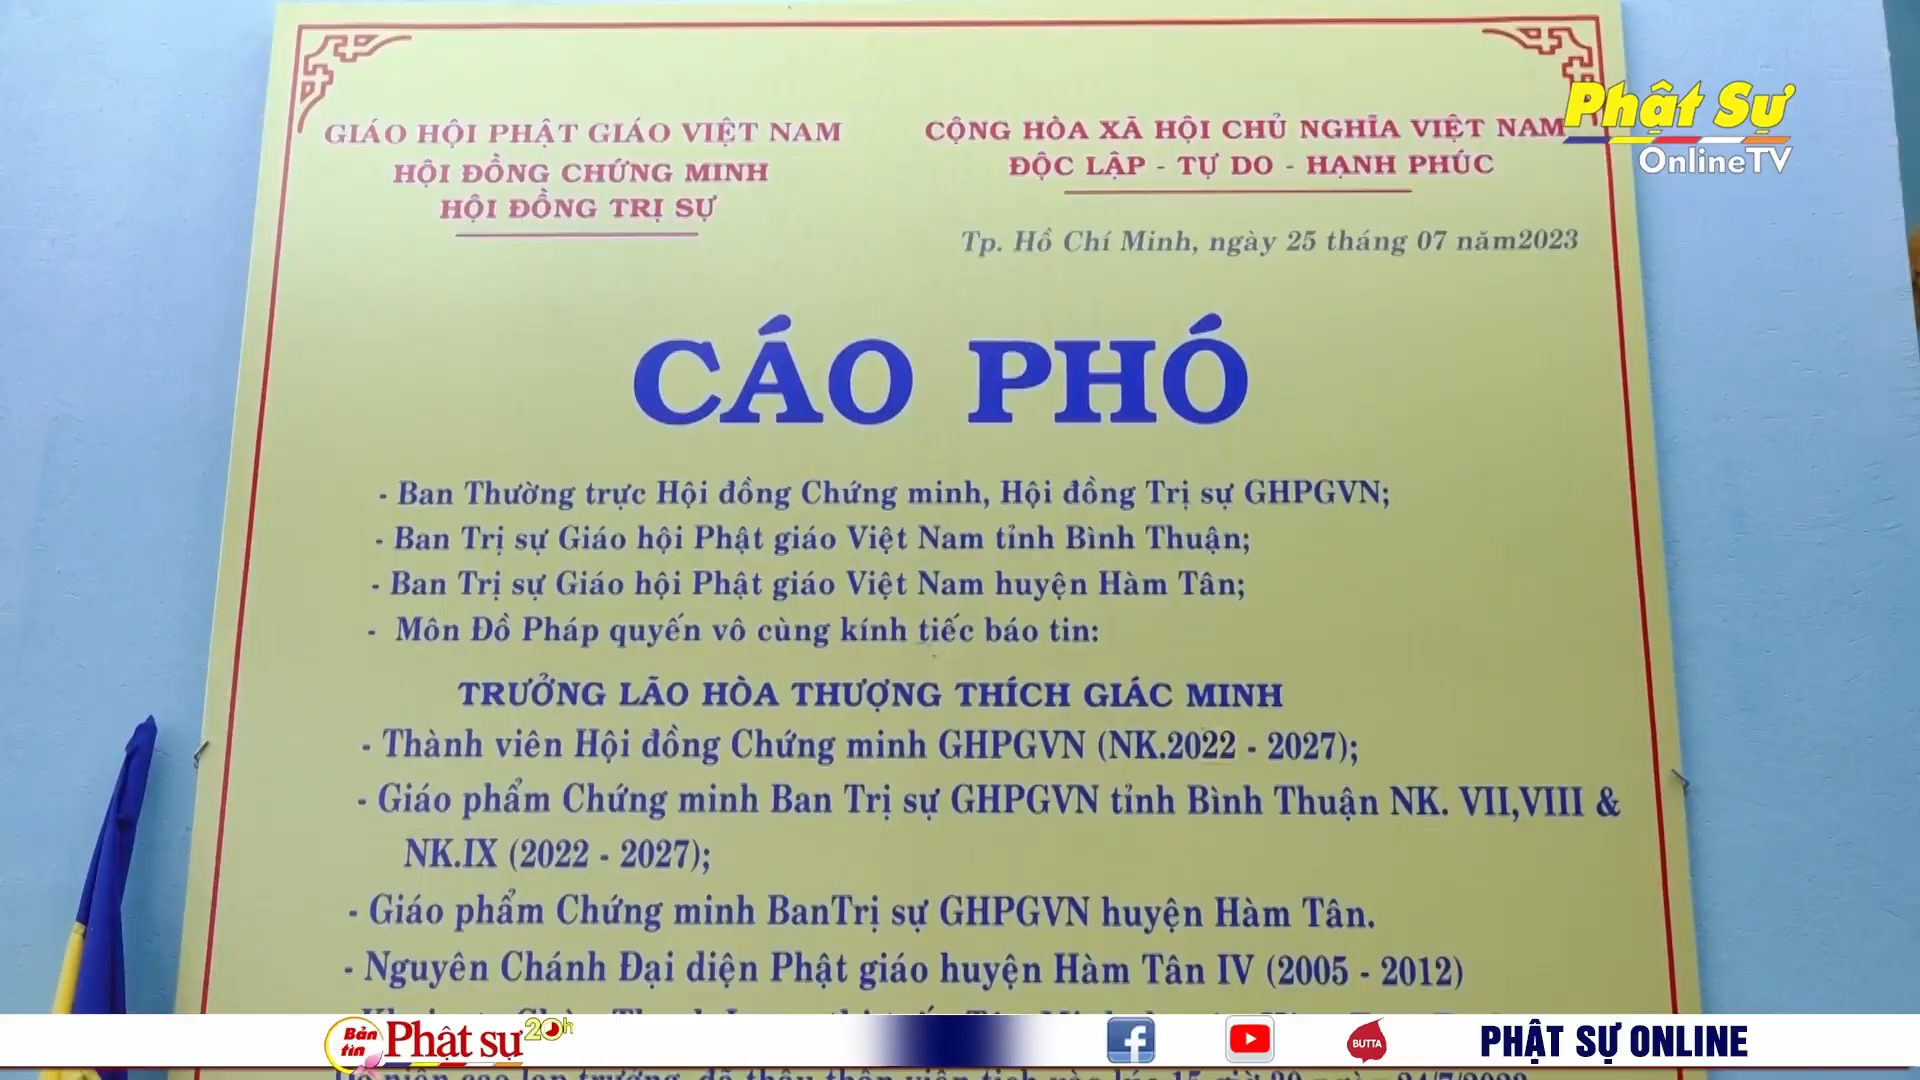 GIÁO HỘI PHẬT GIÁO VIỆT NAM
HỘI ĐỒNG CHỨNG MINH
HỘI ĐỒNG TRỊ SỰ
CỘNG HÒA XÃ HỘI CHỦ NGHĨA VIỆT NAM
ĐỘC LẬP - TỰ DO - HẠNH PHÚC
Tp. Hồ Chí Minh, ngày 25 tháng 07 năm2023
Phật Sự
OnlineTV
CÁO PHÓ
- Ban Thường trực Hội đồng Chứng minh, Hội đồng Trị sự GHPGVN;
- Ban Trị sự Giáo hội Phật giáo Việt Nam tỉnh Bình Thuận;
- Ban Trị sự Giáo hội Phật giáo Việt Nam huyện Hàm Tân;
- Môn Đồ Pháp quyến vô cùng kính tiếc báo tin:
TRƯỞNG LÃO HÒA THƯỢNG THÍCH GIÁC MINH
- Thành viên Hội đồng Chứng minh GHPGVN (NK.2022 - 2027);
- Giáo phẩm Chứng minh Ban Trị sự GHPGVN tỉnh Bình Thuận NK. VII,VIII &
NK.IX (2022 - 2027);
- Giáo phẩm Chứng minh BanTrị sự GHPGVN huyện Hàm Tân.
- Nguyên Chánh Đại diện Phật giáo huyện Hàm Tân IV (2005 - 2012)
Bản tin Phật sự 20h
BUTTA
PHẬT SỰ ONLINE